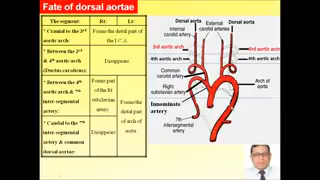 Fate of dorsal aortae
The segment: Rt: Lt:
* Cranial to the 3rd
aortic arch:
Forms the distal part of
the I.C.A.
* Between the 3rd
& 4th aortic arch
(Ductus caroticus):
Disappears
* Between the 4th
aortic arch & 7th
inter-segmental
artery:
Forms part
of the Rt
subclavian
artery
Forms the
distal part
of arch of
aorta
* Caudal to the 7th
inter-segmental
artery & common
dorsal aortae:
Disappears
Dorsal aorta
Internal
carotid artery
External
carotid arteries
Dorsal aorta
3rd aortic arch
3rd aortic arch
4th aortic arch
4th aortic arch
Common
carotid artery
Right
subclavian artery
Arch of
aorta
Innominate
artery
7th
intersegmental
artery